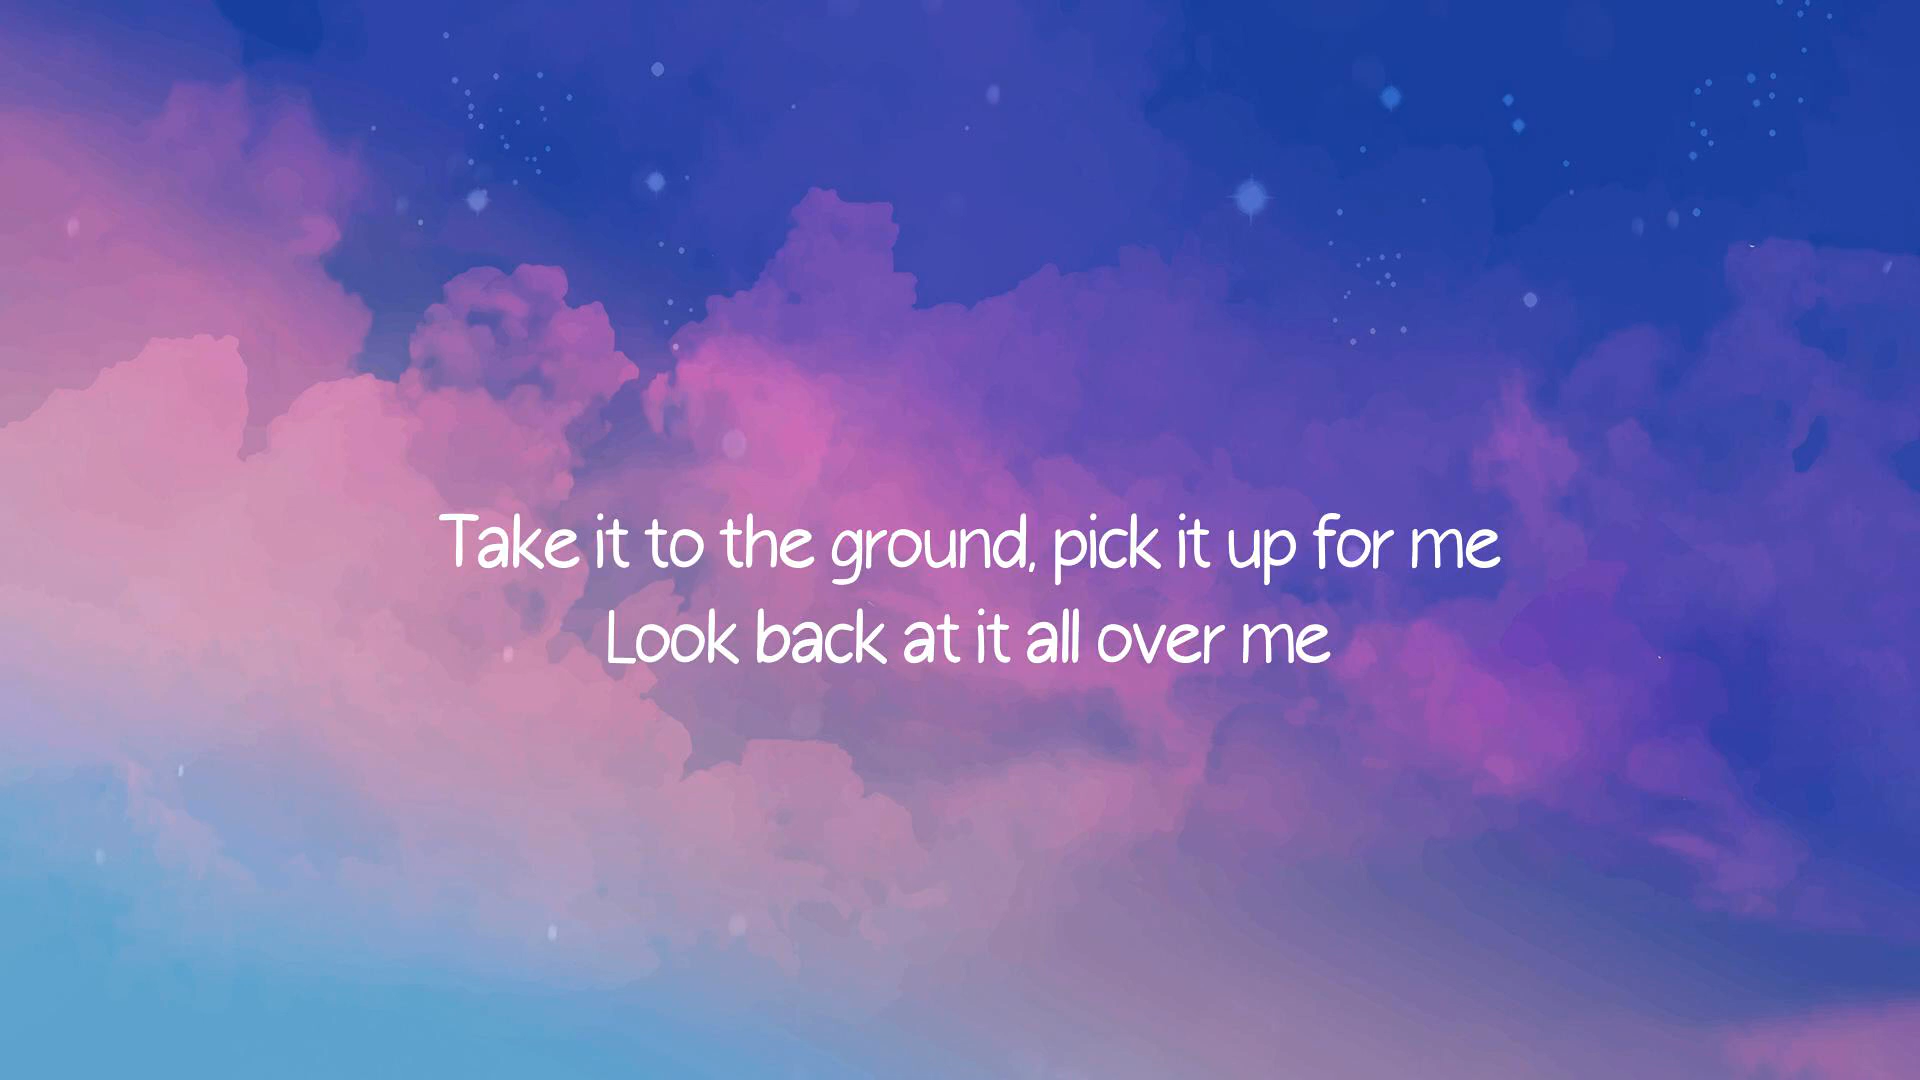 Take it to the ground, pick it up for me
Look back at it all over me